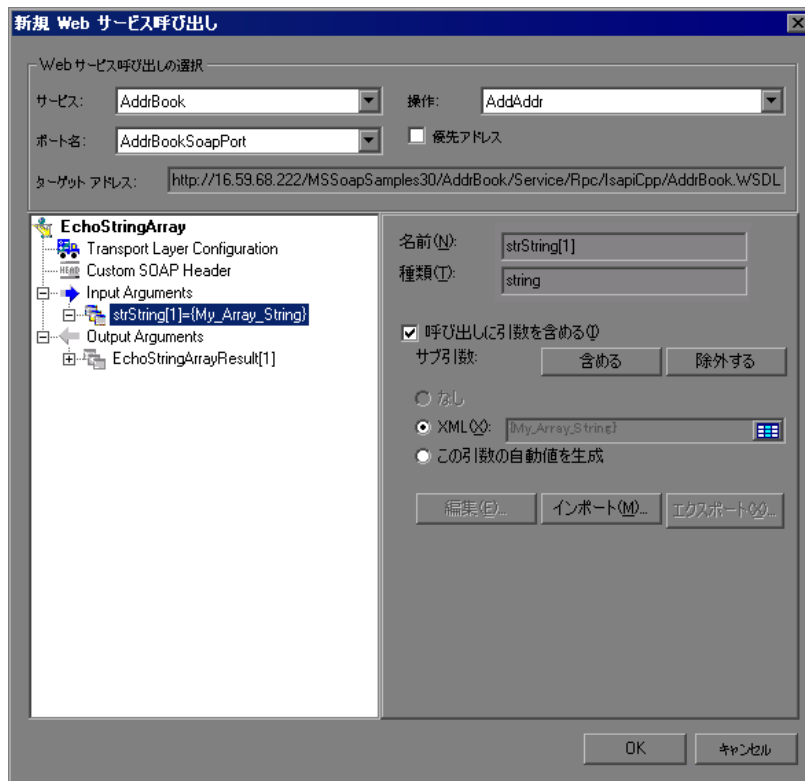 新規 Web サービス呼び出し
Web サービス呼び出しの選択
サービス: AddrBook 操作: AddAddr
ポート名: AddrBookSoapPort 優先アドレス
ターゲット アドレス: http://16.59.68.222/MSSoapSamples30/AddrBook/Service/Rpc/IsapiCpp/AddrBook.WSDL
EchoStringArray
Transport Layer Configuration
HEAD Custom SOAP Header
Input Arguments
strString[1]={My_Array_String}
Output Arguments
EchoStringArrayResult[1]
名前(N): strString[1]
種類(T): string
呼び出しに引数を含める(I)
サブ引数: 含める 除外する
なし
XML(X): {My_Array_String}
この引数の自動値を生成
編集(E)... インポート(M)... エクスポート(X)...
OK キャンセル